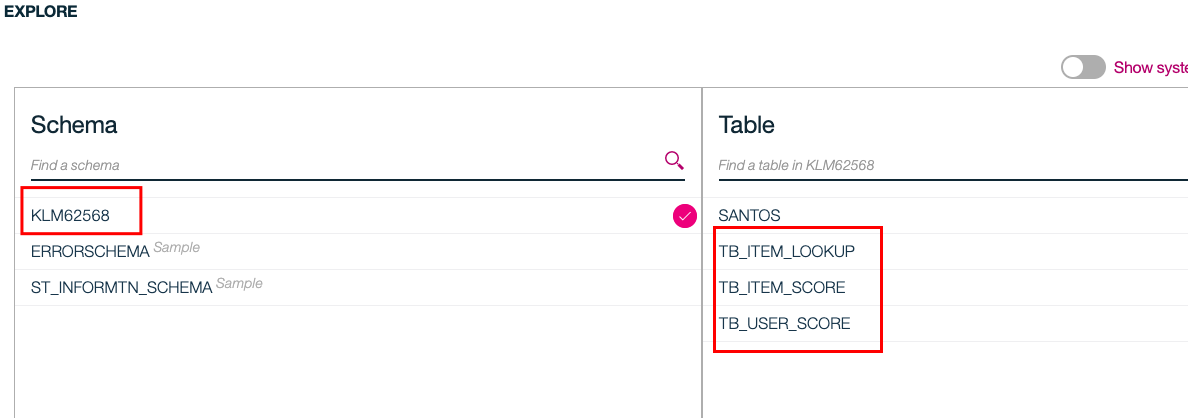 EXPLORE
Show syste
Schema
Find a schema
KLM62568
ERRORSCHEMA Sample
ST_INFORMTN_SCHEMA Sample
Table
Find a table in KLM62568
SANTOS
TB_ITEM_LOOKUP
TB_ITEM_SCORE
TB_USER_SCORE